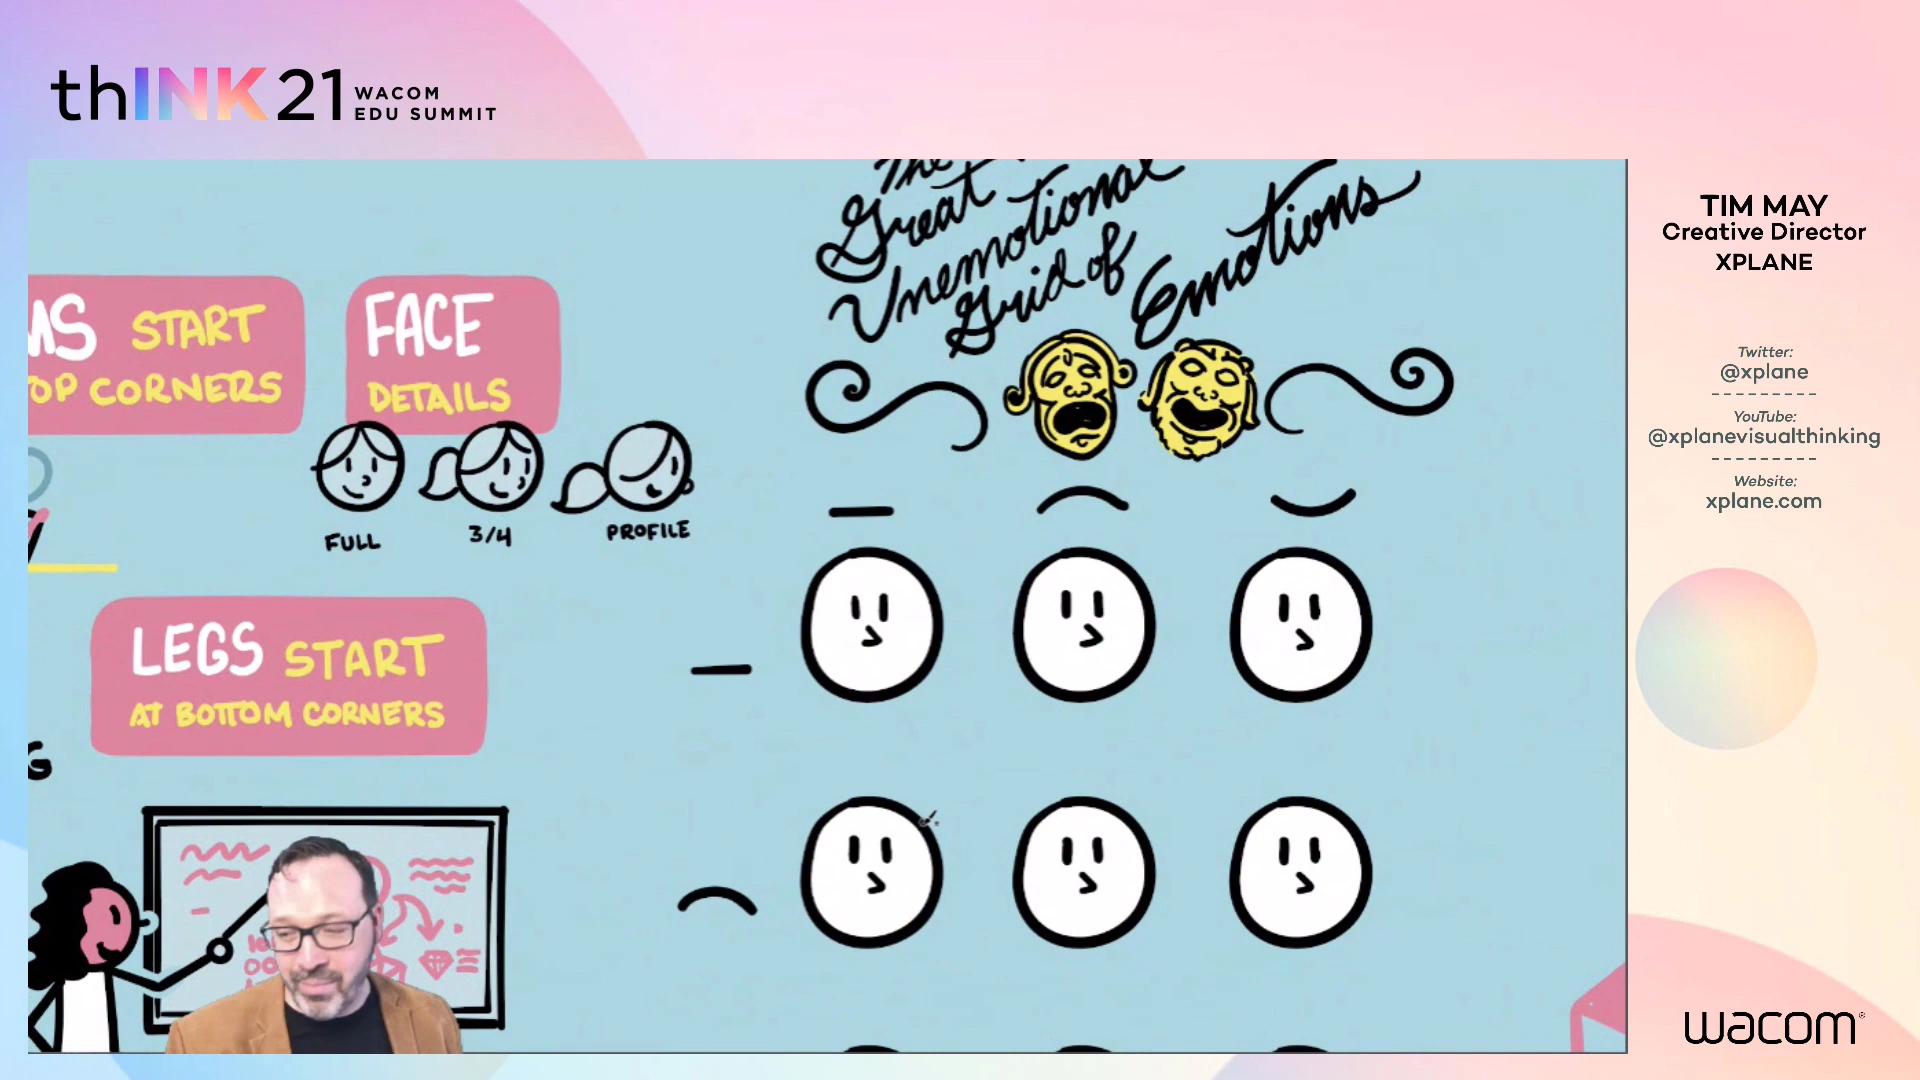 thINK21 WACOM
EDU SUMMIT
The
Great
Unemotional
Grid of
Emotions
MS START
OP CORNERS
FACE
DETAILS
FULL
3/4
PROFILE
LEGS START
AT BOTTOM CORNERS
G
TIM MAY
Creative Director
XPLANE
Twitter:
@xplane
YouTube:
@xplanevisualthinking
Website:
xplane.com
wacom®